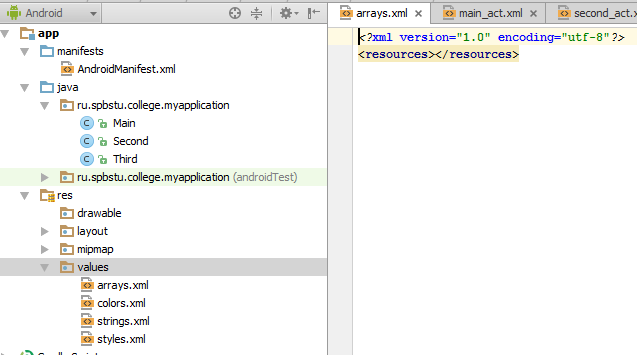 Android
app
manifests
AndroidManifest.xml
java
ru.spbstu.college.myapplication
C Main
C Second
C Third
ru.spbstu.college.myapplication (androidTest)
res
drawable
layout
mipmap
values
arrays.xml
colors.xml
strings.xml
styles.xml
arrays.xml main_act.xml second_act.x
<?xml version="1.0" encoding="utf-8"?>
<resources></resources>